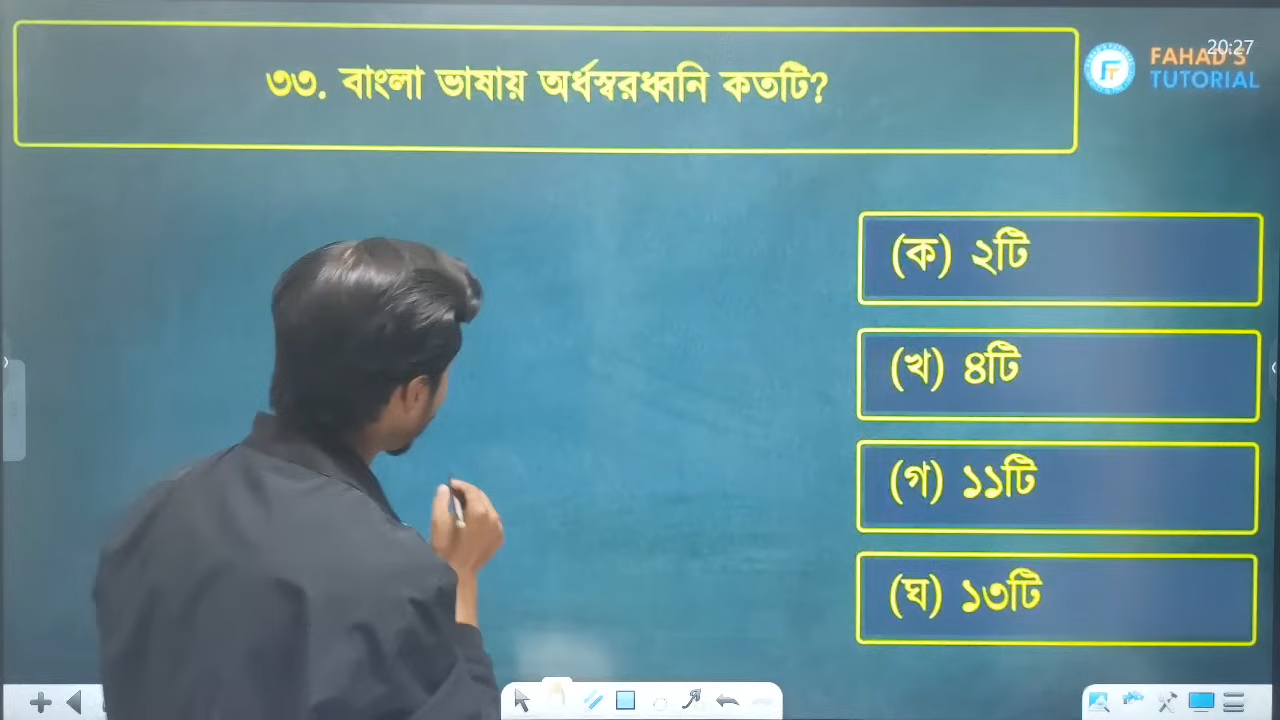 ৩৩. বাংলা ভাষায় অর্ধস্বরধ্বনি কতটি?
20:27
FAHAD'S
TUTORIAL
(ক) ২টি
(খ) ৪টি
(গ) ১১টি
(ঘ) ১৩টি